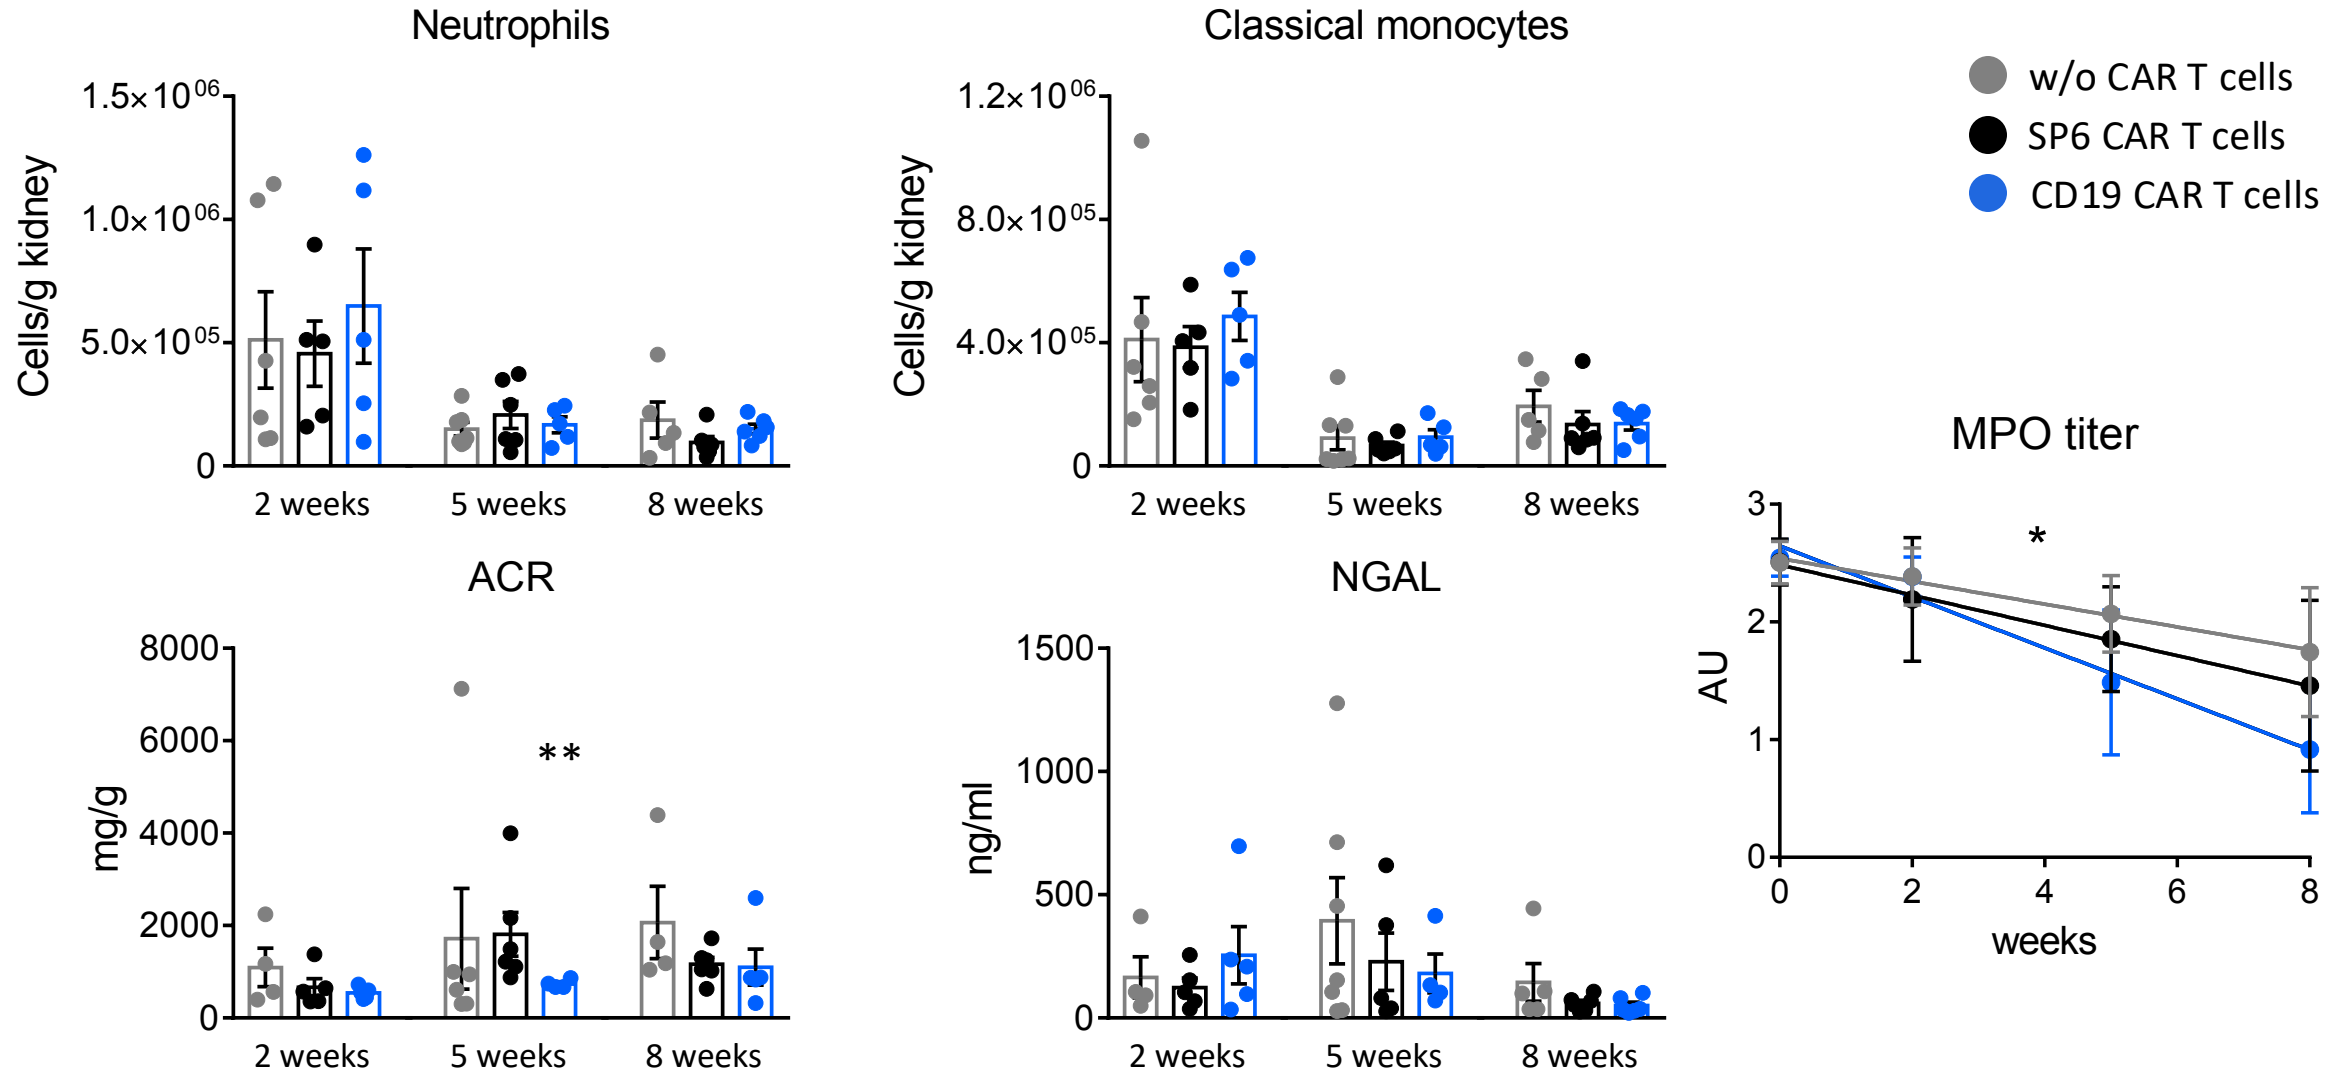 Neutrophils
Cells/g kidney
1.5×10^06
1.0×10^06
5.0×10^05
0
2 weeks
5 weeks
8 weeks
Classical monocytes
Cells/g kidney
1.2×10^06
8.0×10^05
4.0×10^05
0
2 weeks
5 weeks
8 weeks
w/o CAR T cells
SP6 CAR T cells
CD19 CAR T cells
ACR
mg/g
8000
6000
4000
2000
0
**
2 weeks
5 weeks
8 weeks
NGAL
ng/ml
1500
1000
500
0
2 weeks
5 weeks
8 weeks
MPO titer
AU
3
2
1
0
*
0 2 4 6 8
weeks